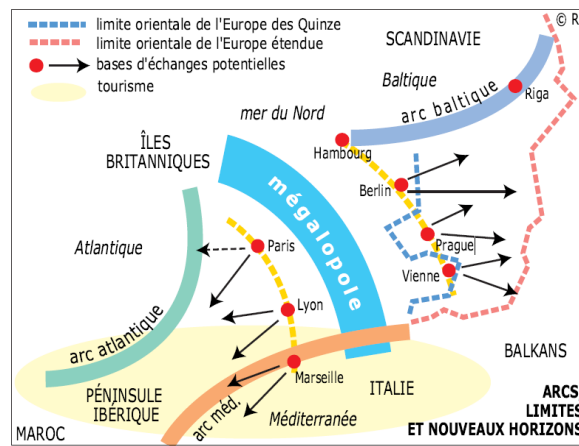 limite orientale de l'Europe des Quinze
limite orientale de l'Europe étendue
bases d'échanges potentielles
tourisme
© R
SCANDINAVIE
Baltique
arc baltique
Riga
mer du Nord
Hambourg
ÎLES
BRITANNIQUES
mégalopole
Berlin
Prague
Vienne
Atlantique
Paris
Lyon
arc atlantique
Marseille
BALKANS
PÉNINSULE
IBÉRIQUE
arc méd.
ITALIE
Méditerranée
MAROC
ARCS,
LIMITES
ET NOUVEAUX HORIZONS